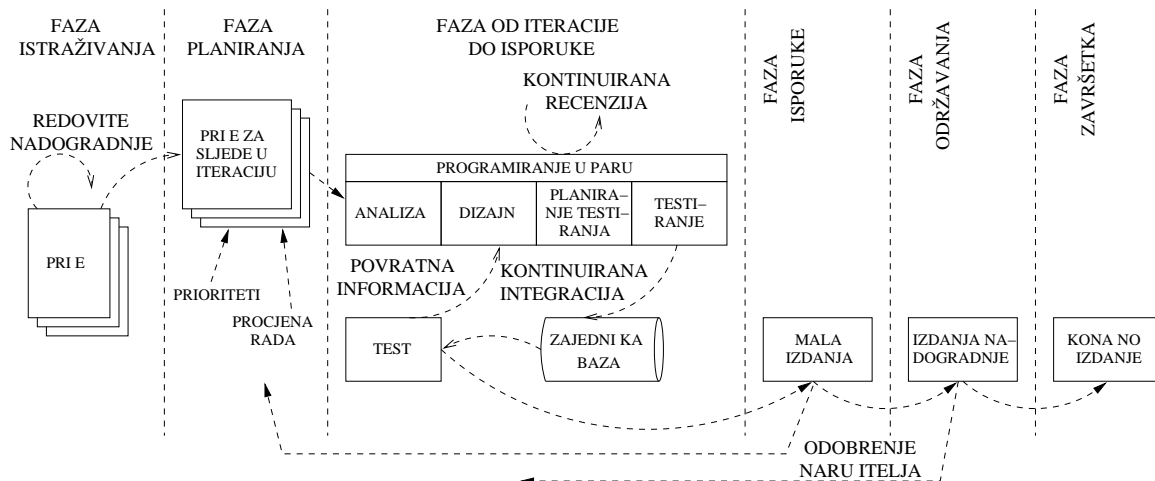 FAZA
ISTRAŽIVANJA
FAZA
PLANIRANJA
FAZA OD ITERACIJE
DO ISPORUKE
FAZA
ISPORUKE
FAZA
ODRŽAVANJA
FAZA
ZAVRŠETKA
REDOVITE
NADOGRADNJE
PRI E
PRI E ZA
SLJEDE U
ITERACIJU
PRIORITETI
PROCJENA
RADA
KONTINUIRANA
RECENZIJA
PROGRAMIRANJE U PARU
ANALIZA
DIZAJN
PLANIRA–
NJE TESTI–
RANJA
TESTI–
RANJE
POVRATNA
INFORMACIJA
KONTINUIRANA
INTEGRACIJA
TEST
ZAJEDNI KA
BAZA
MALA
IZDANJA
IZDANJA NA–
DOGRADNJE
KONA NO
IZDANJE
ODOBRENJE
NARU ITELJA